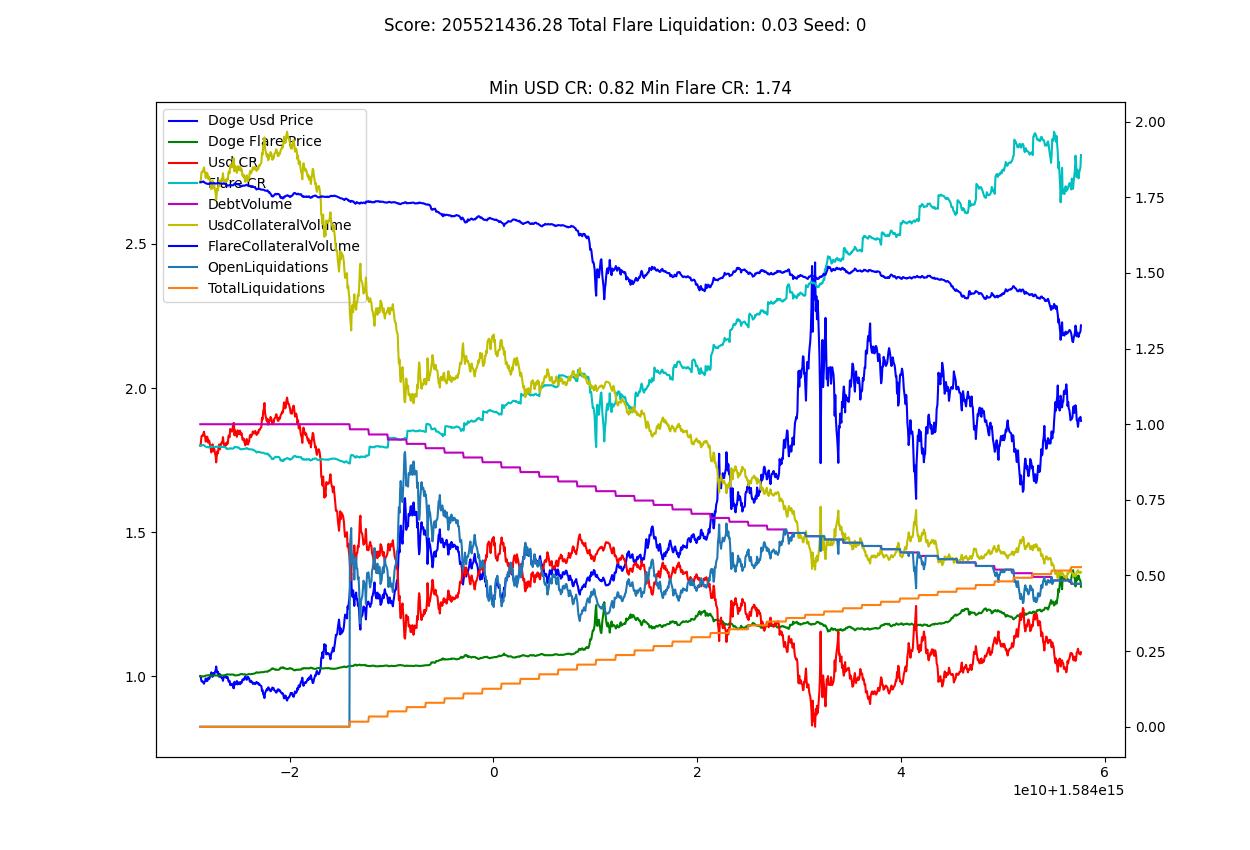 Score: 205521436.28 Total Flare Liquidation: 0.03 Seed: 0
Min USD CR: 0.82 Min Flare CR: 1.74
Doge Usd Price
Doge Flare Price
Usd CR
Flare CR
DebtVolume
UsdCollateralVolume
FlareCollateralVolume
OpenLiquidations
TotalLiquidations
2.5
2.0
1.5
1.0
2.00
1.75
1.50
1.25
1.00
0.75
0.50
0.25
0.00
−2
0
2
4
6
1e10+1.584e15